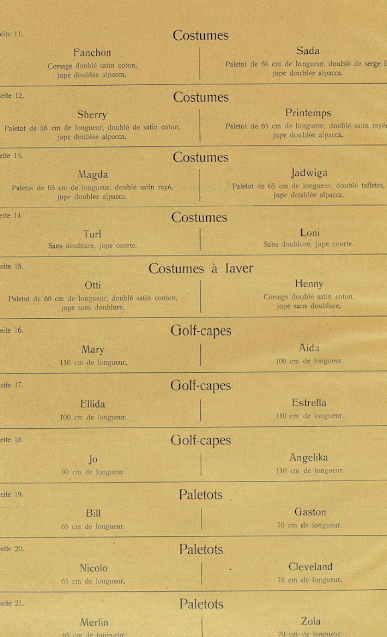 eite 11.
Costumes
Fanchon
Corsage doublé satin coton,
jupe doublée alpacca.
Sada
Paletot de 60 cm de longueur, doublé de serge
jupe doublée alpacca.
eite 12.
Costumes
Sherry
Paletot de 56 cm de longueur, doublé de satin coton,
jupe doublée alpacca.
Printemps
Paletot de 65 cm de longueur, doublé satin rayé
jupe doublée alpacca.
eite 13.
Costumes
Magda
Paletot de 65 cm de longueur, doublé satin rayé,
jupe doublée alpacca.
Jadwiga
Paletot de 65 cm de longueur, doublé taffetas,
jupe doublée alpacca.
eite 14.
Costumes
Turl
Sans doublure, jupe courte.
Loni
Sans doublure, jupe courte.
eite 15.
Costumes à laver
Otti
Paletot de 60 cm de longueur, doublé satin conton,
jupe sans doublure.
Henny
Corsage doublé satin coton,
jupe sans doublure.
eite 16.
Golf-capes
Mary
110 cm de longueur.
Aida
100 cm de longueur.
eite 17.
Golf-capes
Ellida
100 cm de longueur.
Estrella
110 cm de longueur.
eite 18.
Golf-capes
Jo
90 cm de longueur.
Angelika
110 cm de longueur.
eite 19.
Paletots
Bill
65 cm de longueur.
Gaston
70 cm de longueur.
eite 20.
Paletots
Nicolo
65 cm de longueur.
Cleveland
78 cm de longueur.
eite 21.
Paletots
Merlin
65 cm de longueur.
Zola
70 cm de longueur.